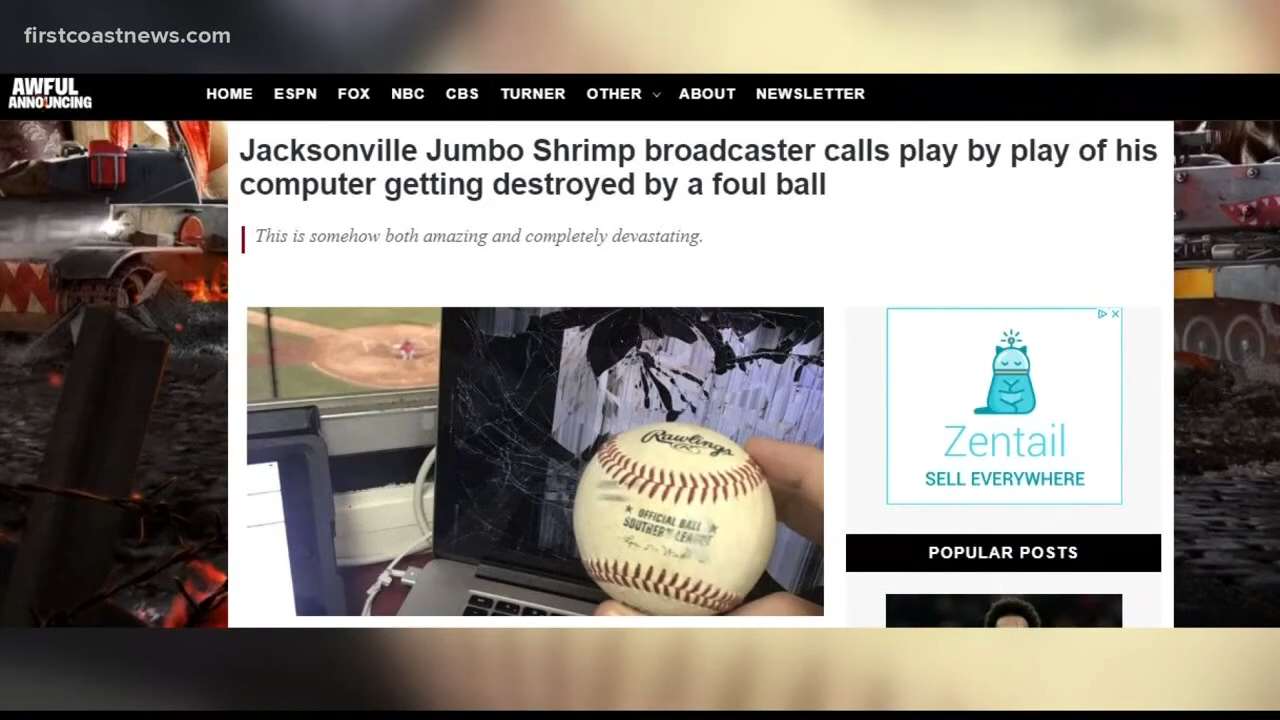 firstcoastnews.com
AWFUL
ANNOUNCING
HOME ESPN FOX NBC CBS TURNER OTHER ABOUT NEWSLETTER
Jacksonville Jumbo Shrimp broadcaster calls play by play of his
computer getting destroyed by a foul ball
This is somehow both amazing and completely devastating.
Rawlings
OFFICIAL BALL
SOUTHERN LEAGUE
Zentail
SELL EVERYWHERE
POPULAR POSTS